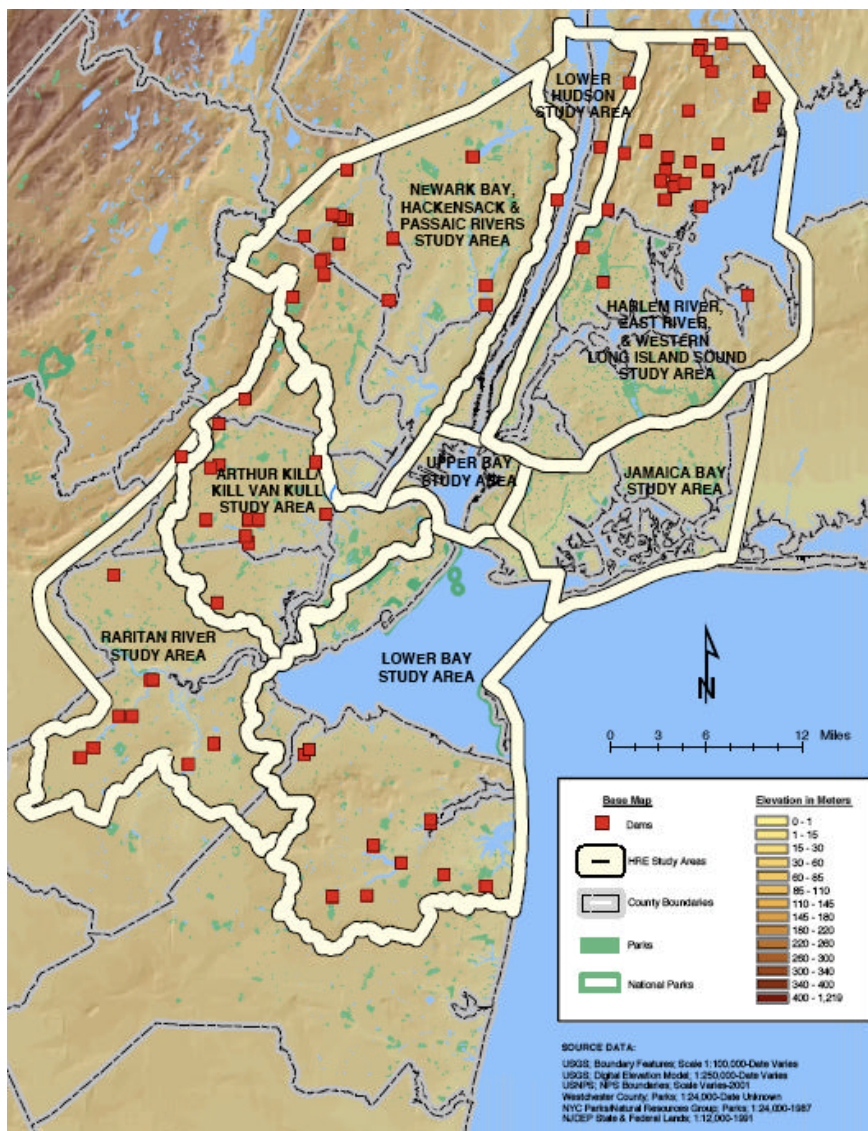 LOWER
HUDSON
STUDY AREA
NEWARK BAY,
HACKENSACK &
PASSAIC RIVERS
STUDY AREA
HARLEM RIVER,
EAST RIVER,
& WESTERN
LONG ISLAND SOUND
STUDY AREA
ARTHUR KILL/
KILL VAN KULL
STUDY AREA
UPPER BAY
STUDY AREA
JAMAICA BAY
STUDY AREA
RARITAN RIVER
STUDY AREA
LOWER BAY
STUDY AREA
N
0 3 6 12 Miles
Base Map
Dams
HRE Study Areas
County Boundaries
Parks
National Parks
Elevation in Meters
0 - 1
1 - 15
15 - 30
30 - 60
60 - 85
85 - 110
110 - 145
145 - 180
180 - 220
220 - 260
260 - 300
300 - 340
340 - 400
400 - 1,219
SOURCE DATA:
USGS; Boundary Features; Scale 1:100,000-Date Varies
USGS; Digital Elevation Model; 1:250,000-Date Varies
USNPS; NPS Boundaries; Scale Varies-2001
Westchester County; Parks; 1:24,000-Date Unknown
NYC Parks/Natural Resources Group; Parks; 1:24,000-1987
NJDEP State & Federal Lands; 1:12,000-1991